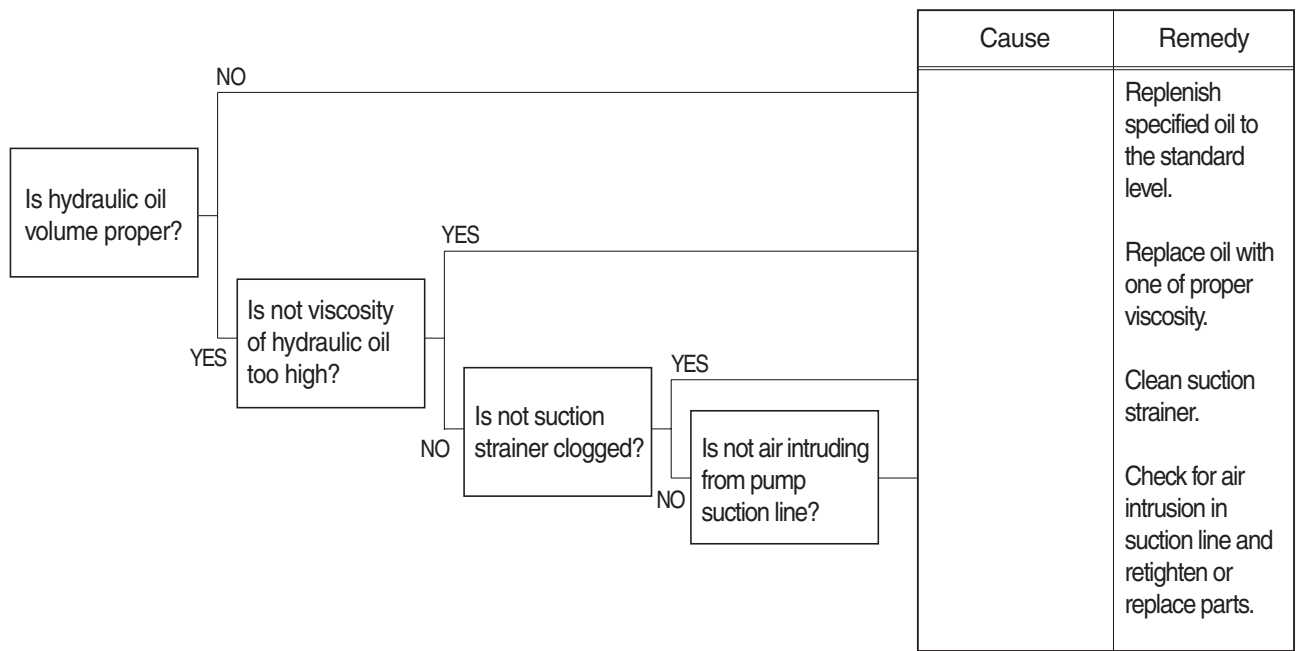 Cause
Remedy
NO
Replenish
specified oil to
the standard
level.
Is hydraulic oil
volume proper?
YES
Replace oil with
one of proper
viscosity.
YES
Is not viscosity
of hydraulic oil
too high?
YES
Clean suction
strainer.
NO
Is not suction
strainer clogged?
NO
Is not air intruding
from pump
suction line?
Check for air
intrusion in
suction line and
retighten or
replace parts.